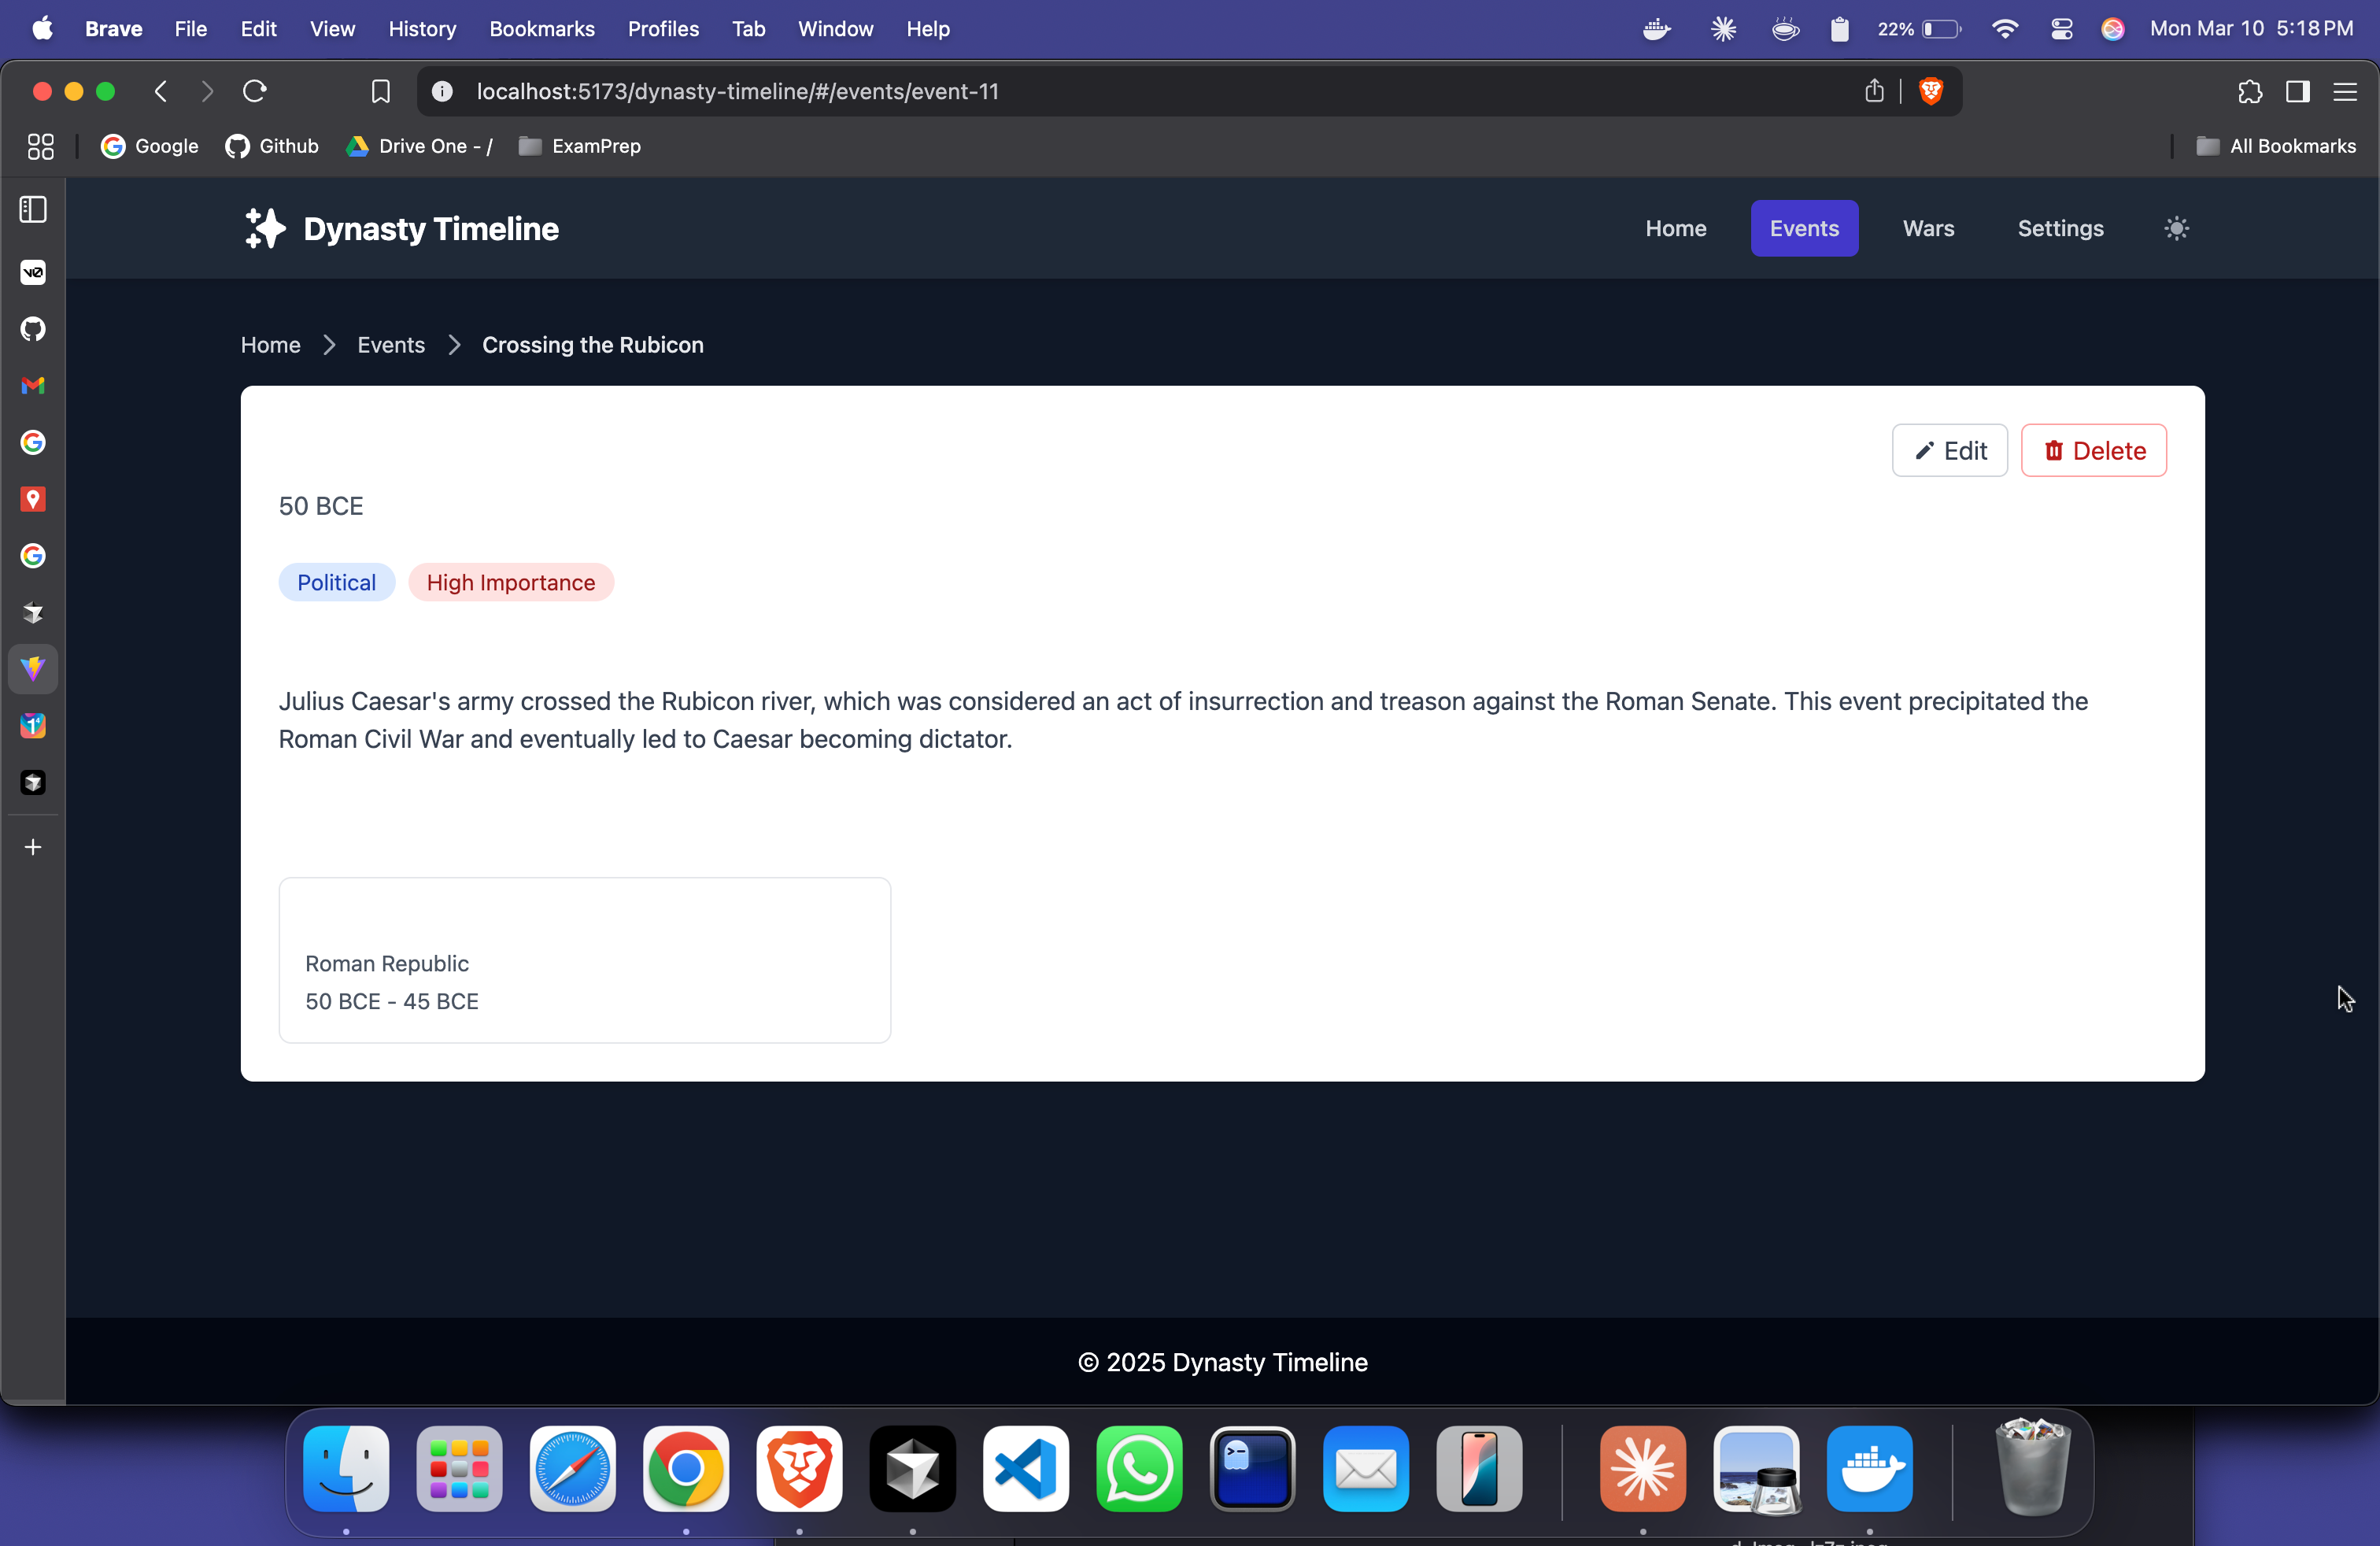 Brave File Edit View History Bookmarks Profiles Tab Window Help 22% Mon Mar 10 5:18 PM
localhost:5173/dynasty-timeline/#/events/event-11
Google Github Drive One - / ExamPrep All Bookmarks
Dynasty Timeline Home Events Wars Settings
Home > Events > Crossing the Rubicon
Edit Delete
50 BCE
Political High Importance
Julius Caesar's army crossed the Rubicon river, which was considered an act of insurrection and treason against the Roman Senate. This event precipitated the
Roman Civil War and eventually led to Caesar becoming dictator.
Roman Republic
50 BCE - 45 BCE
© 2025 Dynasty Timeline